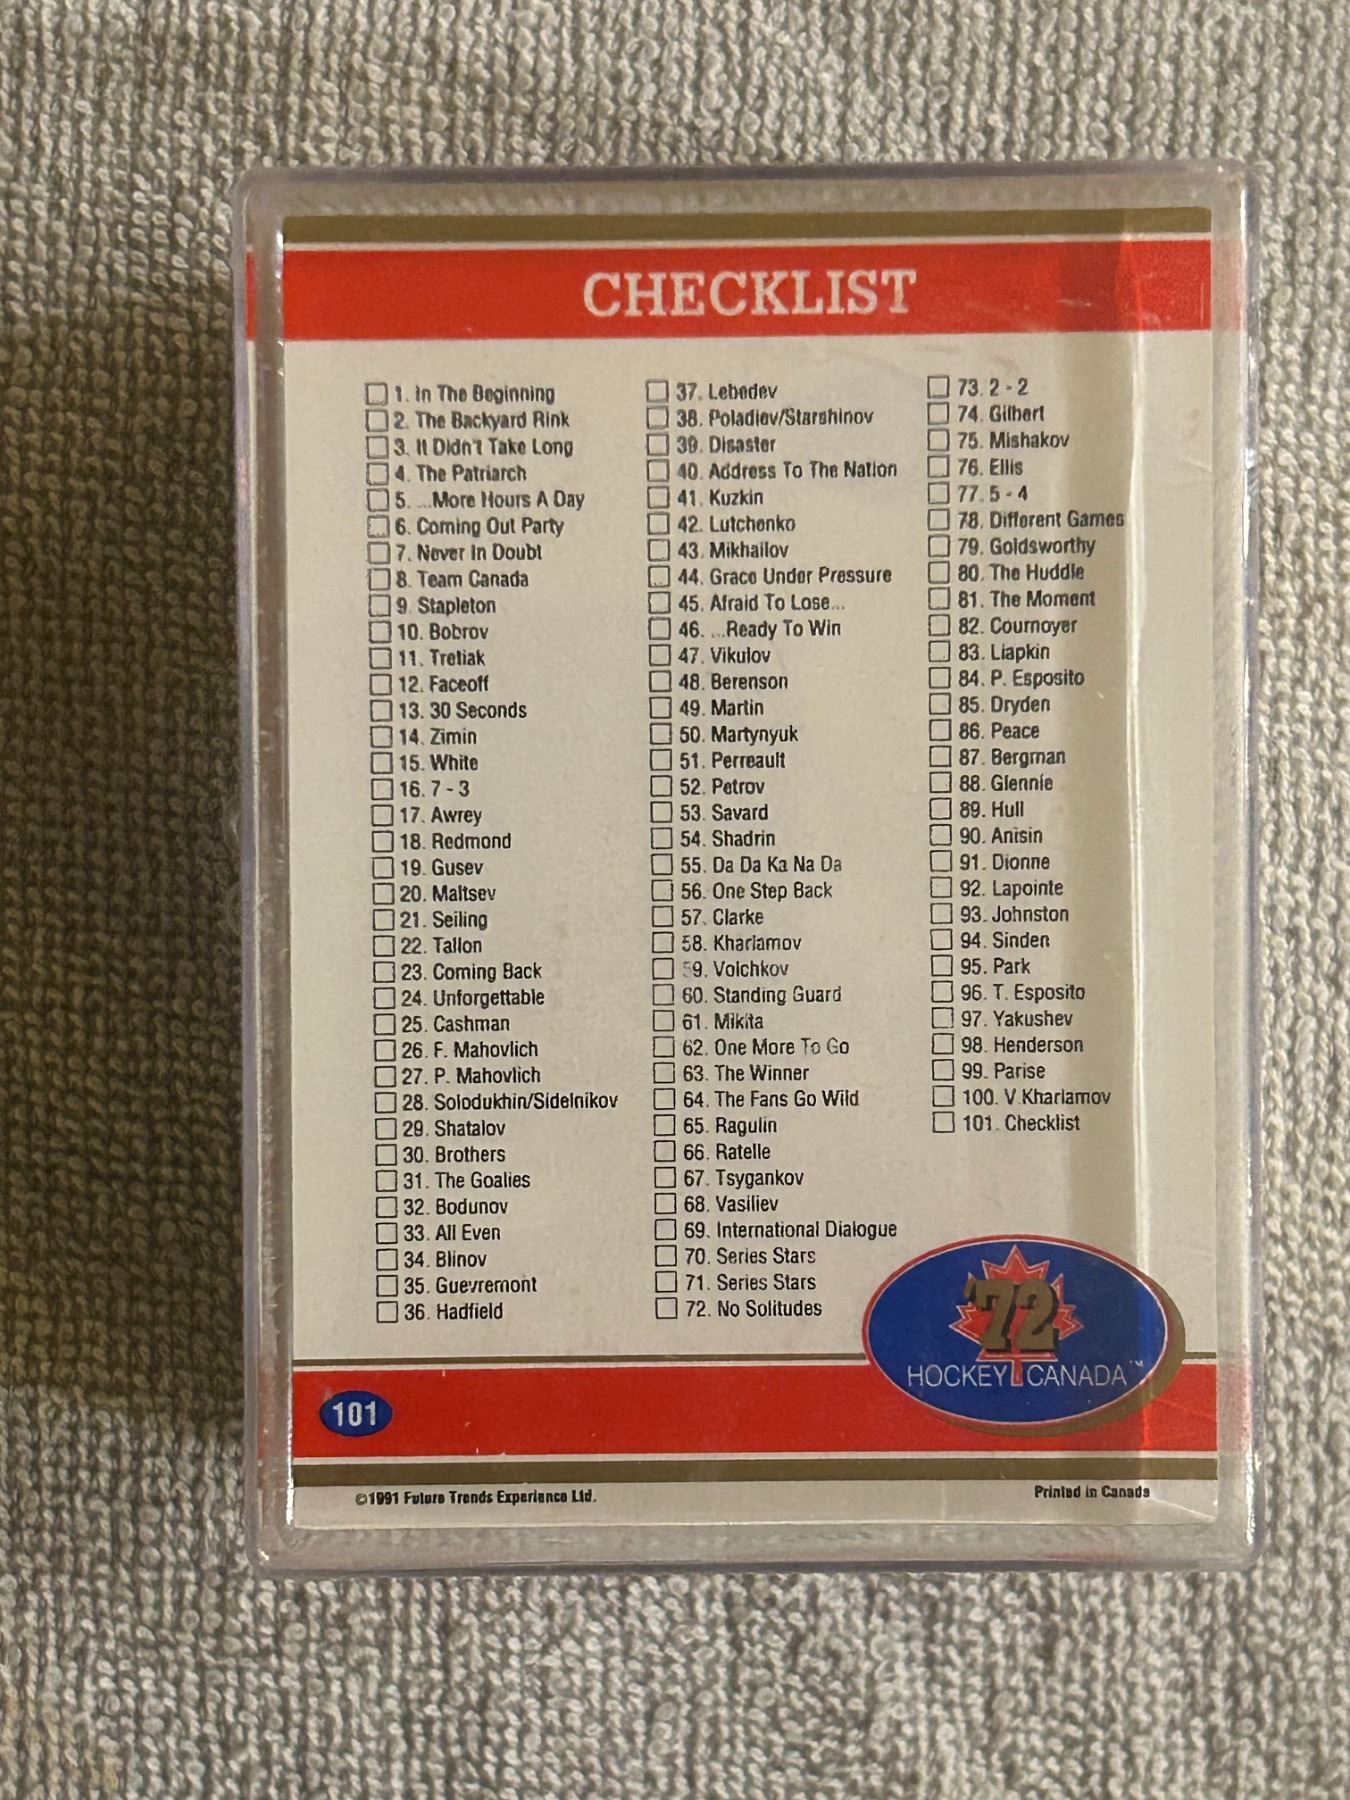 CHECKLIST
1. In The Beginning
2. The Backyard Rink
3. It Didn't Take Long
4. The Patriarch
5. ...More Hours A Day
6. Coming Out Party
7. Never In Doubt
8. Team Canada
9. Stapleton
10. Bobrov
11. Tretiak
12. Faceoff
13. 30 Seconds
14. Zimin
15. White
16. 7 - 3
17. Awrey
18. Redmond
19. Gusev
20. Maltsev
21. Seiling
22. Tallon
23. Coming Back
24. Unforgettable
25. Cashman
26. F. Mahovlich
27. P. Mahovlich
28. Solodukhin/Sidelnikov
29. Shatalov
30. Brothers
31. The Goalies
32. Bodunov
33. All Even
34. Blinov
35. Guevremont
36. Hadfield
37. Lebedev
38. Poladiev/Starshinov
39. Disaster
40. Address To The Nation
41. Kuzkin
42. Lutchenko
43. Mikhailov
44. Grace Under Pressure
45. Afraid To Lose...
46. ...Ready To Win
47. Vikulov
48. Berenson
49. Martin
50. Martynyuk
51. Perreault
52. Petrov
53. Savard
54. Shadrin
55. Da Da Ka Na Da
56. One Step Back
57. Clarke
58. Kharlamov
59. Volchkov
60. Standing Guard
61. Mikita
62. One More To Go
63. The Winner
64. The Fans Go Wild
65. Ragulin
66. Ratelle
67. Tsygankov
68. Vasiliev
69. International Dialogue
70. Series Stars
71. Series Stars
72. No Solitudes
73. 2 - 2
74. Gilbert
75. Mishakov
76. Ellis
77. 5 - 4
78. Different Games
79. Goldsworthy
80. The Huddle
81. The Moment
82. Cournoyer
83. Liapkin
84. P. Esposito
85. Dryden
86. Peace
87. Bergman
88. Glennie
89. Hull
90. Anisin
91. Dionne
92. Lapointe
93. Johnston
94. Sinden
95. Park
96. T. Esposito
97. Yakushev
98. Henderson
99. Parise
100. V.Kharlamov
101. Checklist
'72
HOCKEY CANADA™
101
©1991 Future Trends Experience Ltd.
Printed in Canada